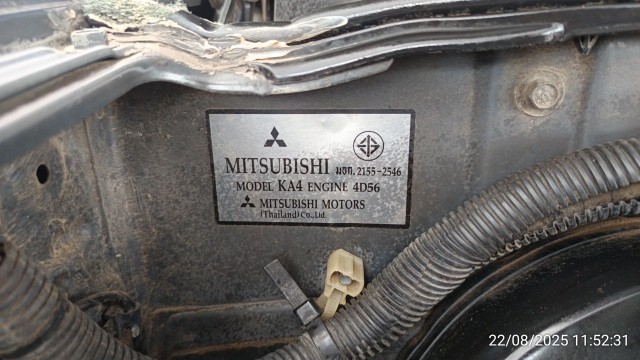 MITSUBISHI มอก. 2155-2546
MODEL KA4 ENGINE 4D56
MITSUBISHI MOTORS
(Thailand) Co., Ltd.
22/08/2025 11:52:31